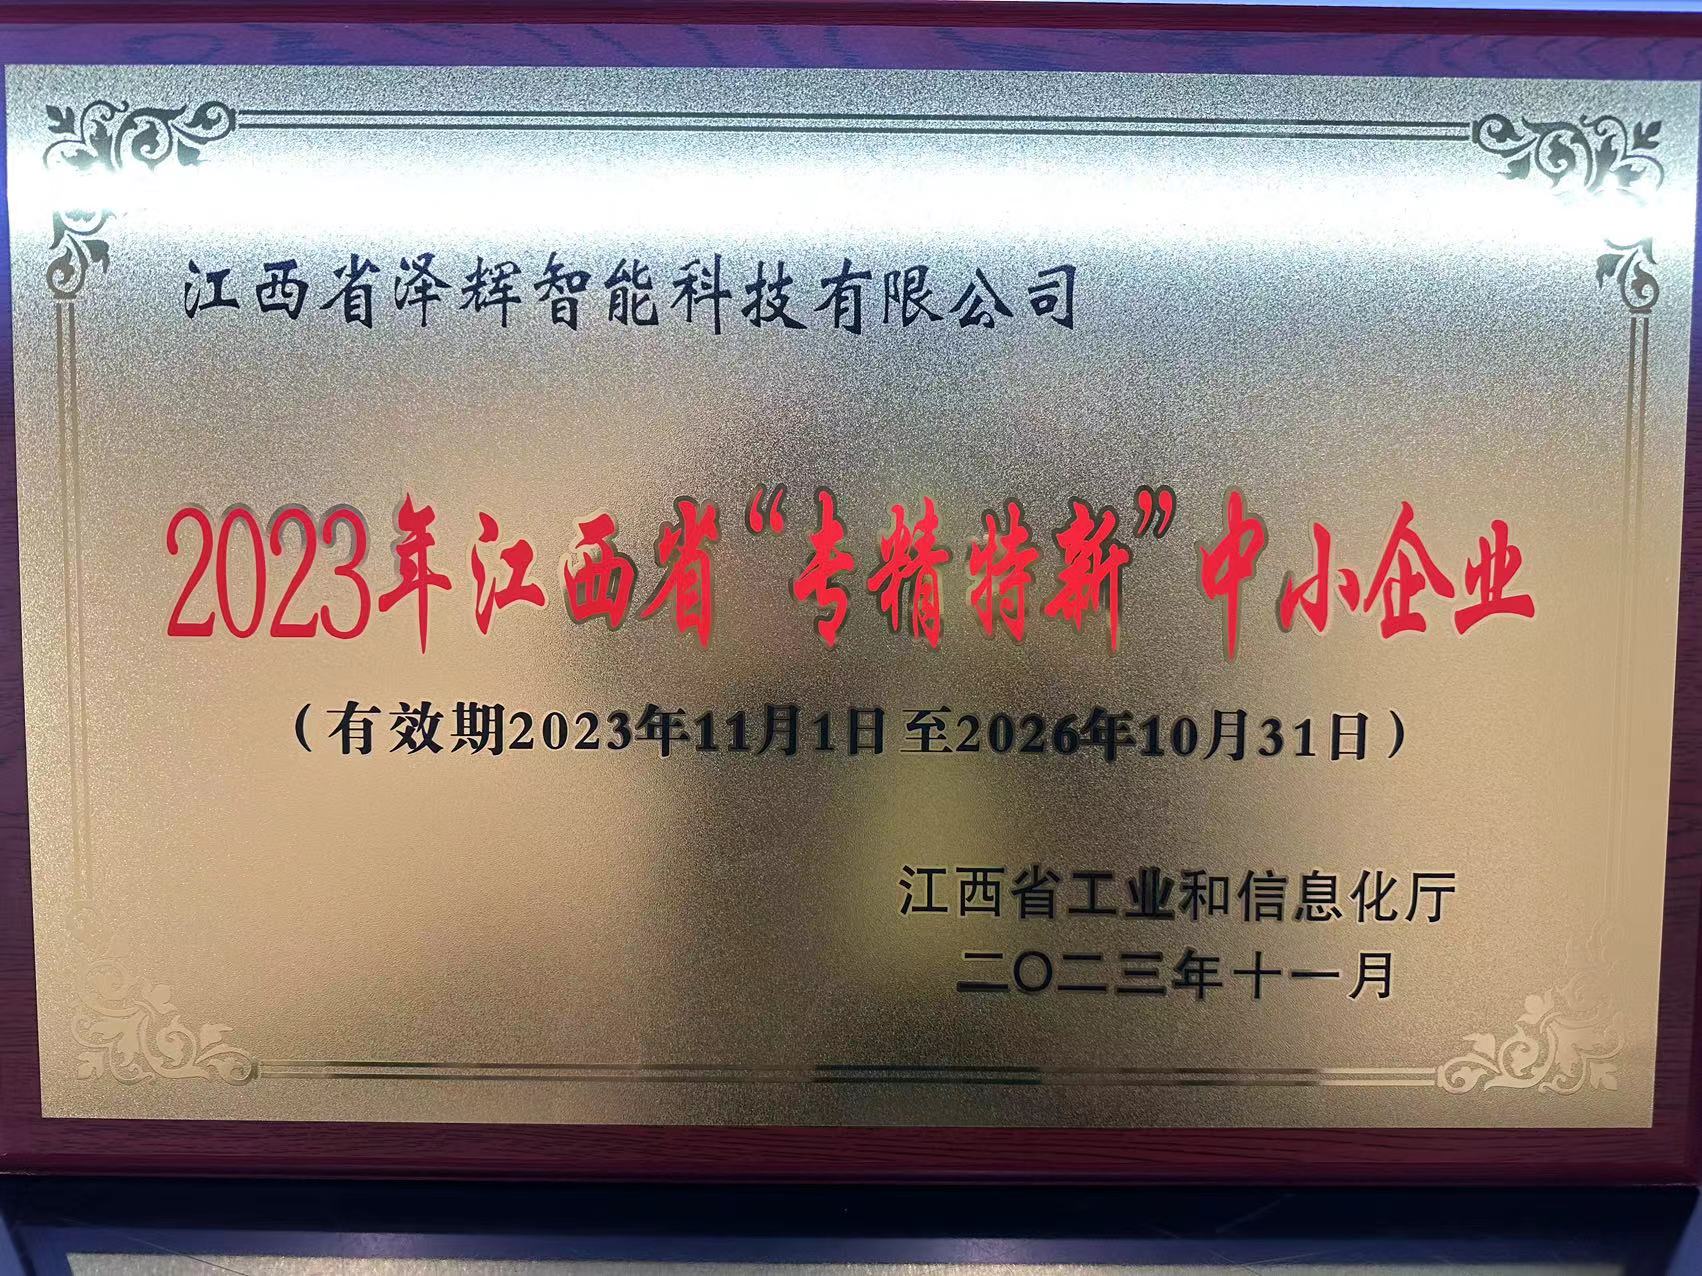 江西省泽辉智能科技有限公司
2023年江西省“专精特新”中小企业
（有效期2023年11月1日至2026年10月31日）
江西省工业和信息化厅
二〇二三年十一月